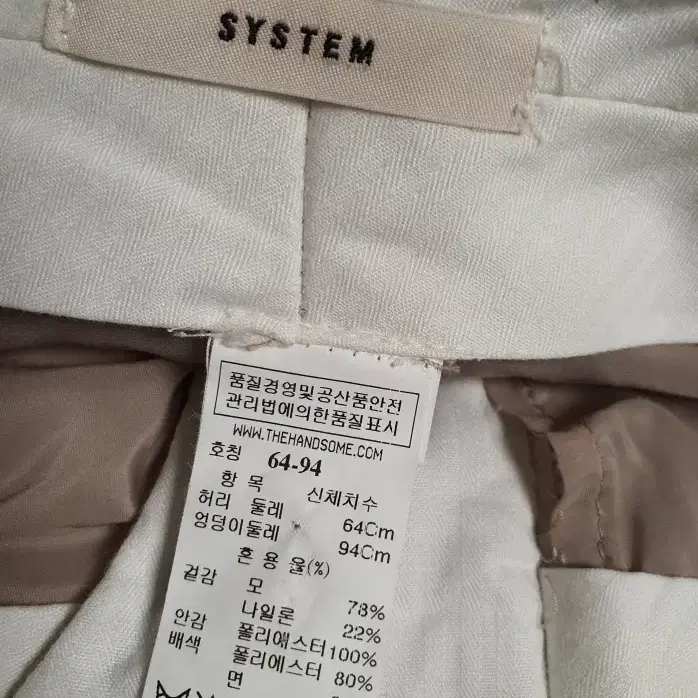 SYSTEM
품질경영및공산품안전
관리법에의한품질표시
WWW.THEHANDSOME.COM
호칭 64-94
항 목 신체치수
허리 둘레 64Cm
엉덩이둘레 94Cm
혼 용 율(%)
겉감 모 78%
나일론 22%
안감 폴리에스터 100%
배색 폴리에스터 80%
면